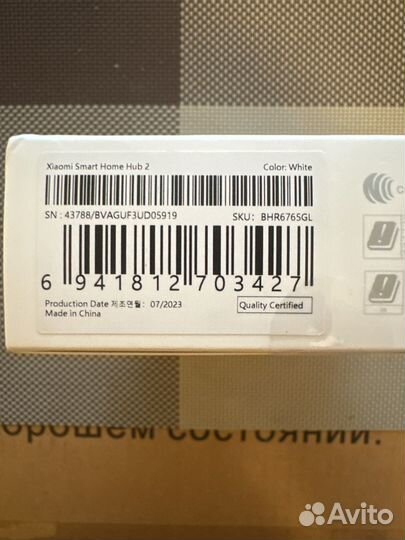 Xiaomi Smart Home Hub 2 Color: White
SN : 43788/BVAGUF3UD05919 SKU: BHR6765GL
6 941812 703427
Production Date 제조연월: 07/2023 Quality Certified
Made in China
хорошем состоянии.
Avito